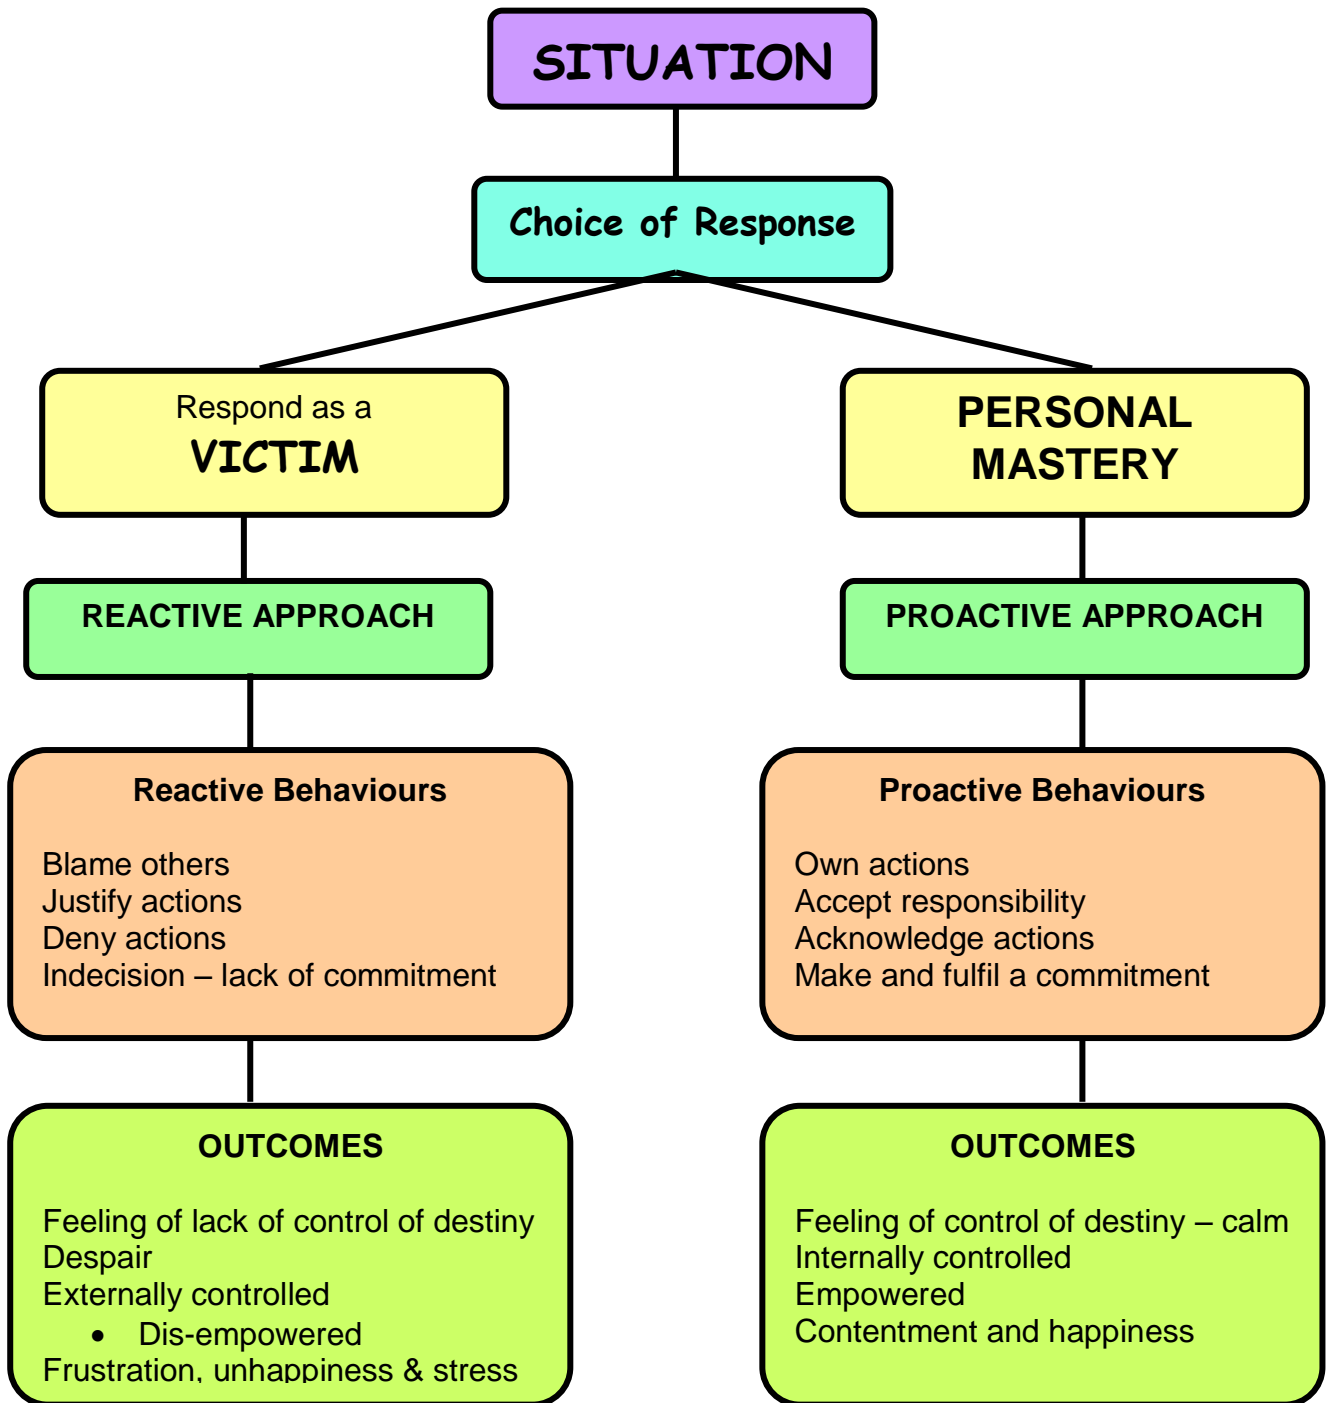 SITUATION
Choice of Response
Respond as a
VICTIM
PERSONAL
MASTERY
REACTIVE APPROACH
PROACTIVE APPROACH
Reactive Behaviours
Blame others
Justify actions
Deny actions
Indecision – lack of commitment
Proactive Behaviours
Own actions
Accept responsibility
Acknowledge actions
Make and fulfil a commitment
OUTCOMES
Feeling of lack of control of destiny
Despair
Externally controlled
• Dis-empowered
Frustration, unhappiness & stress
OUTCOMES
Feeling of control of destiny – calm
Internally controlled
Empowered
Contentment and happiness